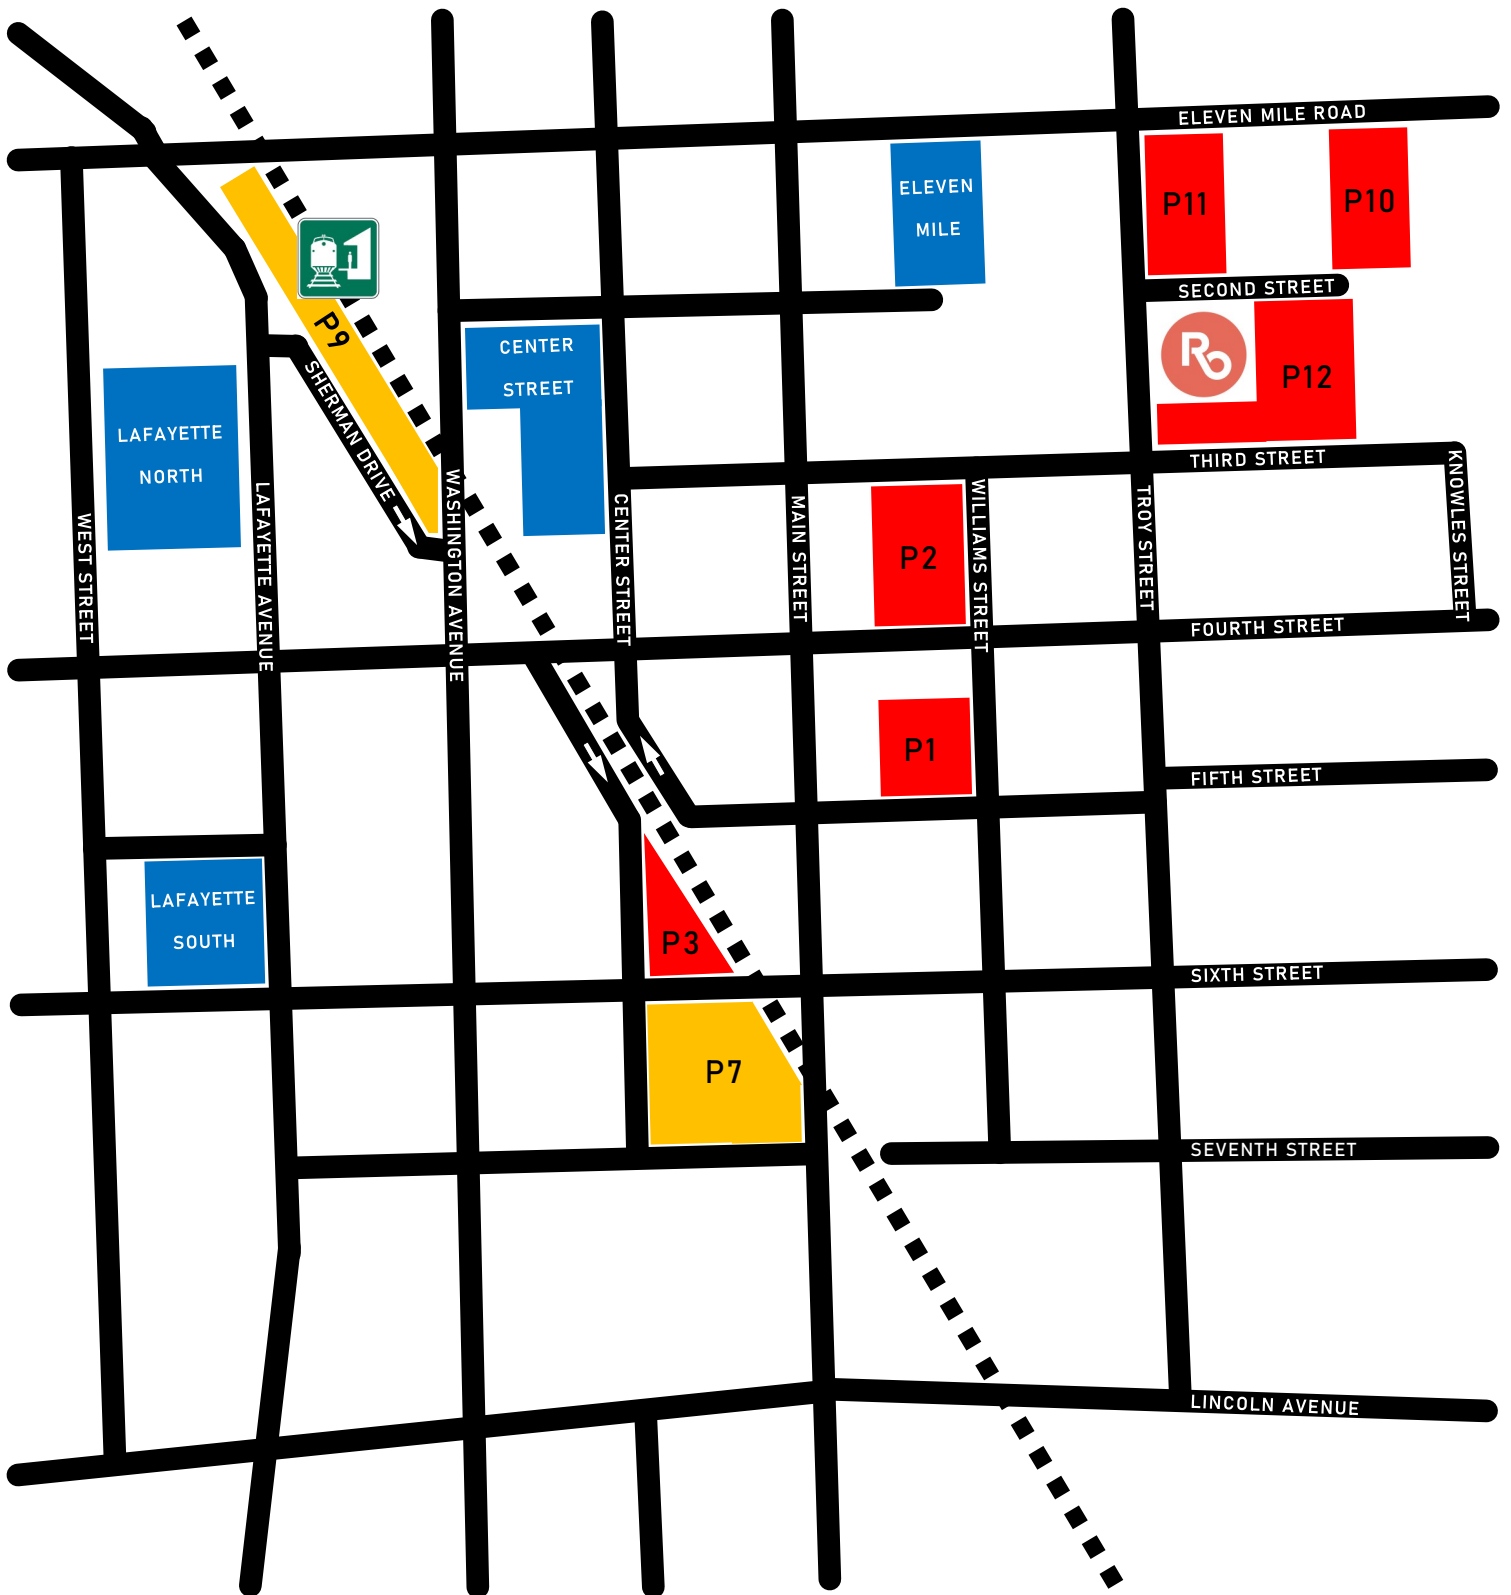 ELEVEN MILE ROAD
P11
P10
ELEVEN
MILE
SECOND STREET
P9
CENTER
STREET
Ro
P12
SHERMAN DRIVE
LAFAYETTE
NORTH
THIRD STREET
KNOWLES STREET
WEST STREET
LAFAYETTE AVENUE
WASHINGTON AVENUE
CENTER STREET
MAIN STREET
P2
WILLIAMS STREET
TROY STREET
FOURTH STREET
P1
FIFTH STREET
LAFAYETTE
SOUTH
P3
SIXTH STREET
P7
SEVENTH STREET
LINCOLN AVENUE